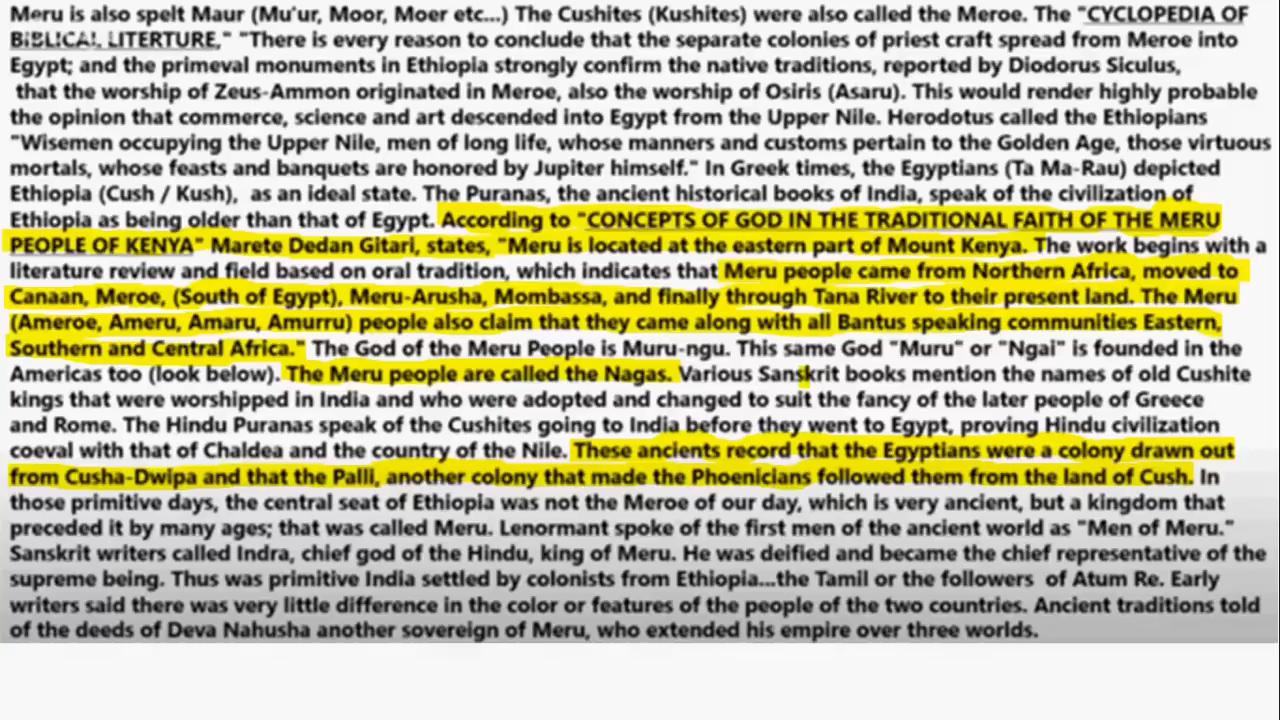 Meru is also spelt Maur (Mu'ur, Moor, Moer etc...) The Cushites (Kushites) were also called the Meroe. The "CYCLOPEDIA OF
BIBLICAL LITERTURE," "There is every reason to conclude that the separate colonies of priest craft spread from Meroe into
Egypt; and the primeval monuments in Ethiopia strongly confirm the native traditions, reported by Diodorus Siculus,
that the worship of Zeus-Ammon originated in Meroe, also the worship of Osiris (Asaru). This would render highly probable
the opinion that commerce, science and art descended into Egypt from the Upper Nile. Herodotus called the Ethiopians
"Wisemen occupying the Upper Nile, men of long life, whose manners and customs pertain to the Golden Age, those virtuous
mortals, whose feasts and banquets are honored by Jupiter himself." In Greek times, the Egyptians (Ta Ma-Rau) depicted
Ethiopia (Cush / Kush), as an ideal state. The Puranas, the ancient historical books of India, speak of the civilization of
Ethiopia as being older than that of Egypt. According to "CONCEPTS OF GOD IN THE TRADITIONAL FAITH OF THE MERU
PEOPLE OF KENYA" Marete Dedan Gitari, states, "Meru is located at the eastern part of Mount Kenya. The work begins with a
literature review and field based on oral tradition, which indicates that Meru people came from Northern Africa, moved to
Canaan, Meroe, (South of Egypt), Meru-Arusha, Mombassa, and finally through Tana River to their present land. The Meru
(Ameroe, Ameru, Amaru, Amurru) people also claim that they came along with all Bantus speaking communities Eastern,
Southern and Central Africa." The God of the Meru People is Muru-ngu. This same God "Muru" or "Ngai" is founded in the
Americas too (look below). The Meru people are called the Nagas. Various Sanskrit books mention the names of old Cushite
kings that were worshipped in India and who were adopted and changed to suit the fancy of the later people of Greece
and Rome. The Hindu Puranas speak of the Cushites going to India before they went to Egypt, proving Hindu civilization
coeval with that of Chaldea and the country of the Nile. These ancients record that the Egyptians were a colony drawn out
from Cusha-Dwipa and that the Palli, another colony that made the Phoenicians followed them from the land of Cush. In
those primitive days, the central seat of Ethiopia was not the Meroe of our day, which is very ancient, but a kingdom that
preceded it by many ages; that was called Meru. Lenormant spoke of the first men of the ancient world as "Men of Meru."
Sanskrit writers called Indra, chief god of the Hindu, king of Meru. He was deified and became the chief representative of the
supreme being. Thus was primitive India settled by colonists from Ethiopia...the Tamil or the followers of Atum Re. Early
writers said there was very little difference in the color or features of the people of the two countries. Ancient traditions told
of the deeds of Deva Nahusha another sovereign of Meru, who extended his empire over three worlds.